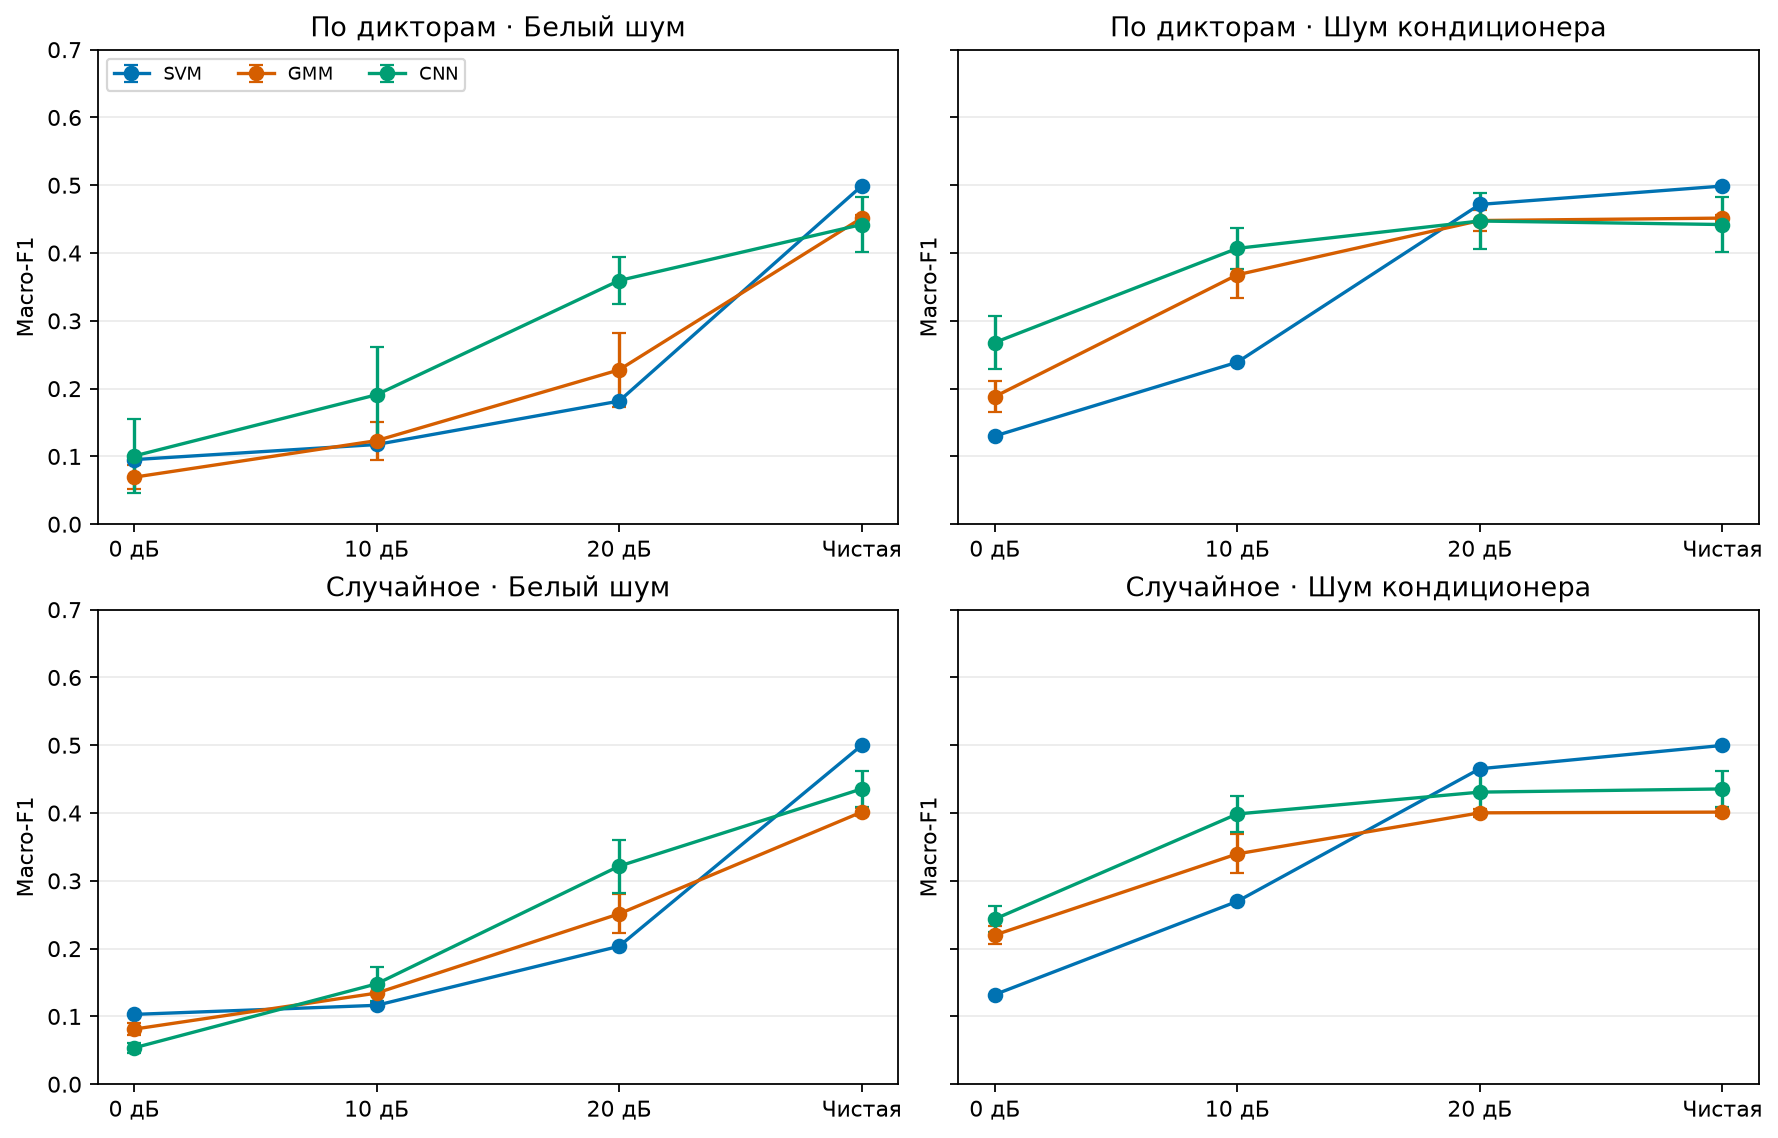 По дикторам · Белый шум
SVM GMM CNN
Macro-F1
0.7
0.6
0.5
0.4
0.3
0.2
0.1
0.0
0 дБ 10 дБ 20 дБ Чистая
По дикторам · Шум кондиционера
Macro-F1
0 дБ 10 дБ 20 дБ Чистая
Случайное · Белый шум
Macro-F1
0.7
0.6
0.5
0.4
0.3
0.2
0.1
0.0
0 дБ 10 дБ 20 дБ Чистая
Случайное · Шум кондиционера
Macro-F1
0 дБ 10 дБ 20 дБ Чистая